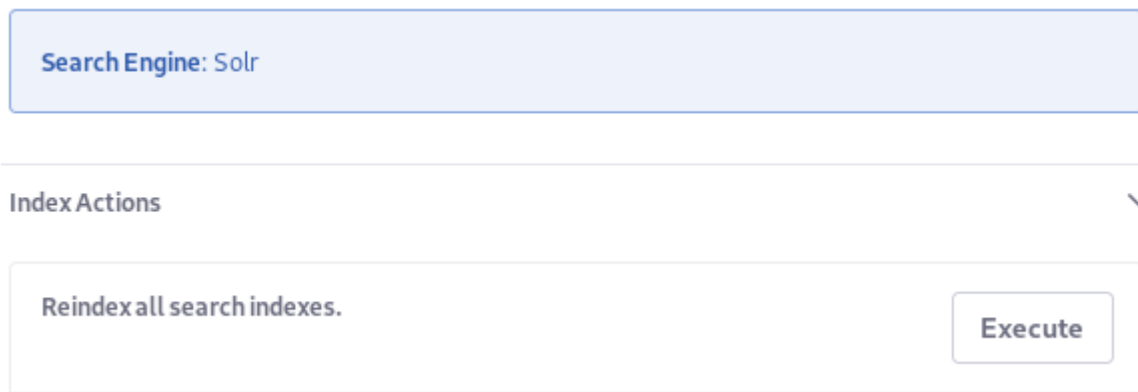 Search Engine: Solr
Index Actions
Reindex all search indexes.
Execute